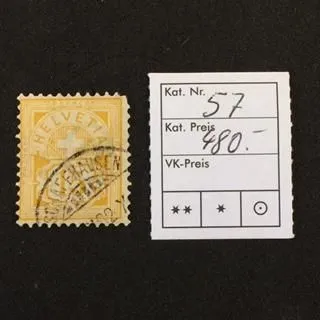 HELVETIA
Kat. Nr. 57
Kat. Preis 480.-
VK-Preis